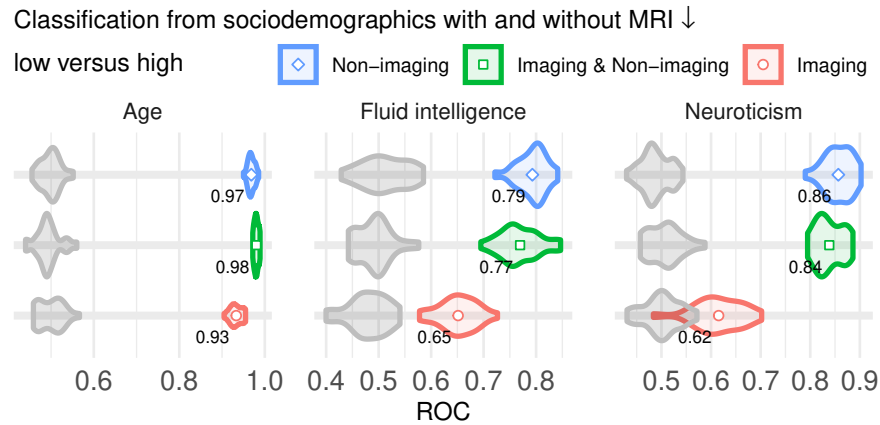 Classification from sociodemographics with and without MRI ↓
low versus high
Non−imaging Imaging & Non−imaging Imaging
Age Fluid intelligence Neuroticism
0.97 0.79 0.86
0.98 0.77 0.84
0.93 0.65 0.62
0.6 0.8 1.0 0.4 0.5 0.6 0.7 0.8 0.5 0.6 0.7 0.8 0.9
ROC